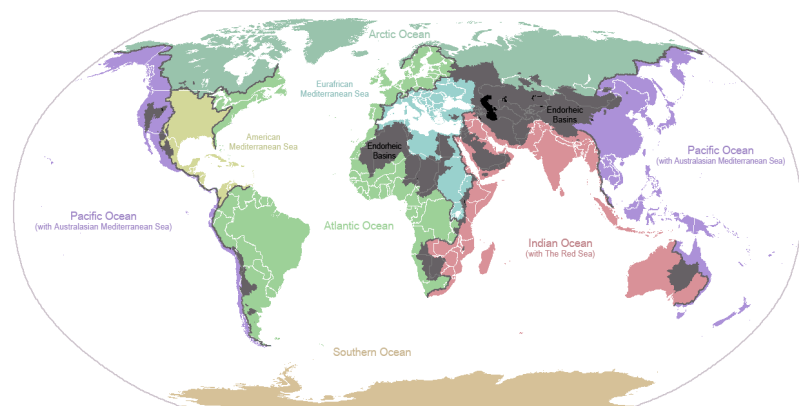 Arctic Ocean
Eurafrican
Mediterranean Sea
Endorheic
Basins
American
Mediterranean Sea
Endorheic
Basins
Pacific Ocean
(with Australasian Mediterranean Sea)
Pacific Ocean
(with Australasian Mediterranean Sea)
Atlantic Ocean
Indian Ocean
(with The Red Sea)
Southern Ocean